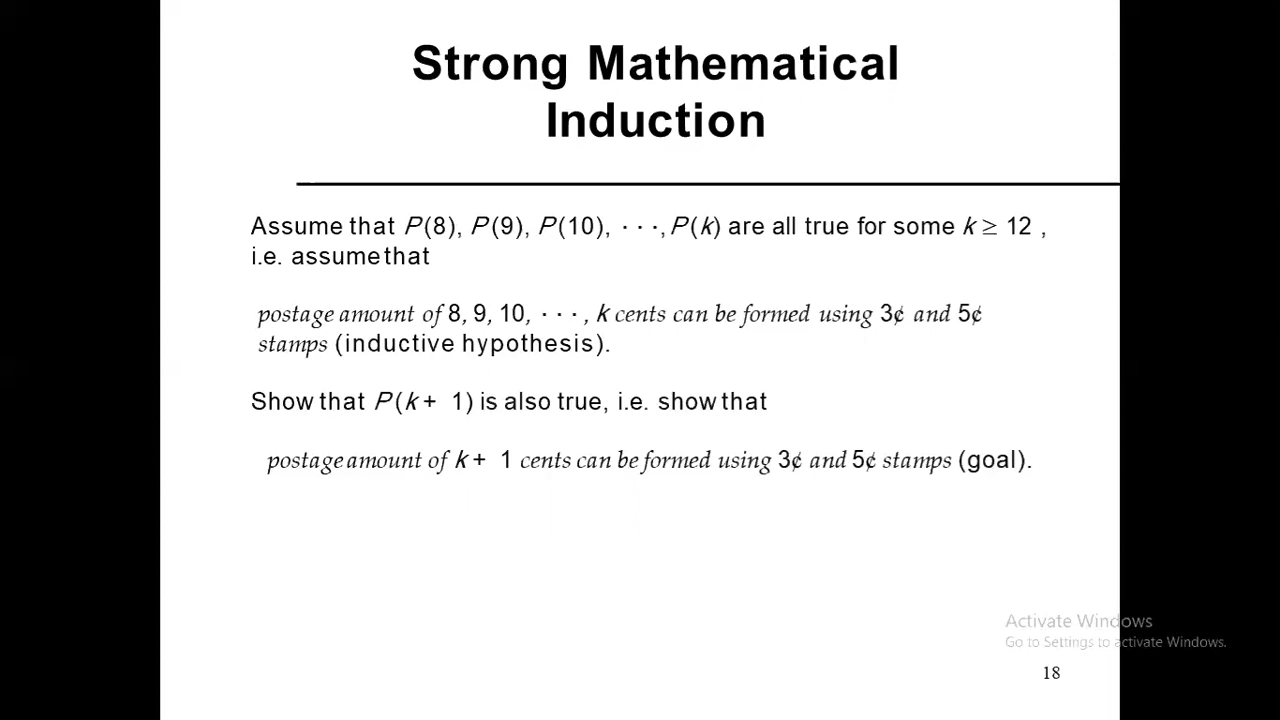 Strong Mathematical
Induction
Assume that P(8), P(9), P(10), · · ·, P(k) are all true for some k ≥ 12 ,
i.e. assume that
postage amount of 8, 9, 10, · · · , k cents can be formed using 3¢ and 5¢
stamps (inductive hypothesis).
Show that P(k + 1) is also true, i.e. show that
postage amount of k + 1 cents can be formed using 3¢ and 5¢ stamps (goal).
Activate Windows
Go to Settings to activate Windows.
18